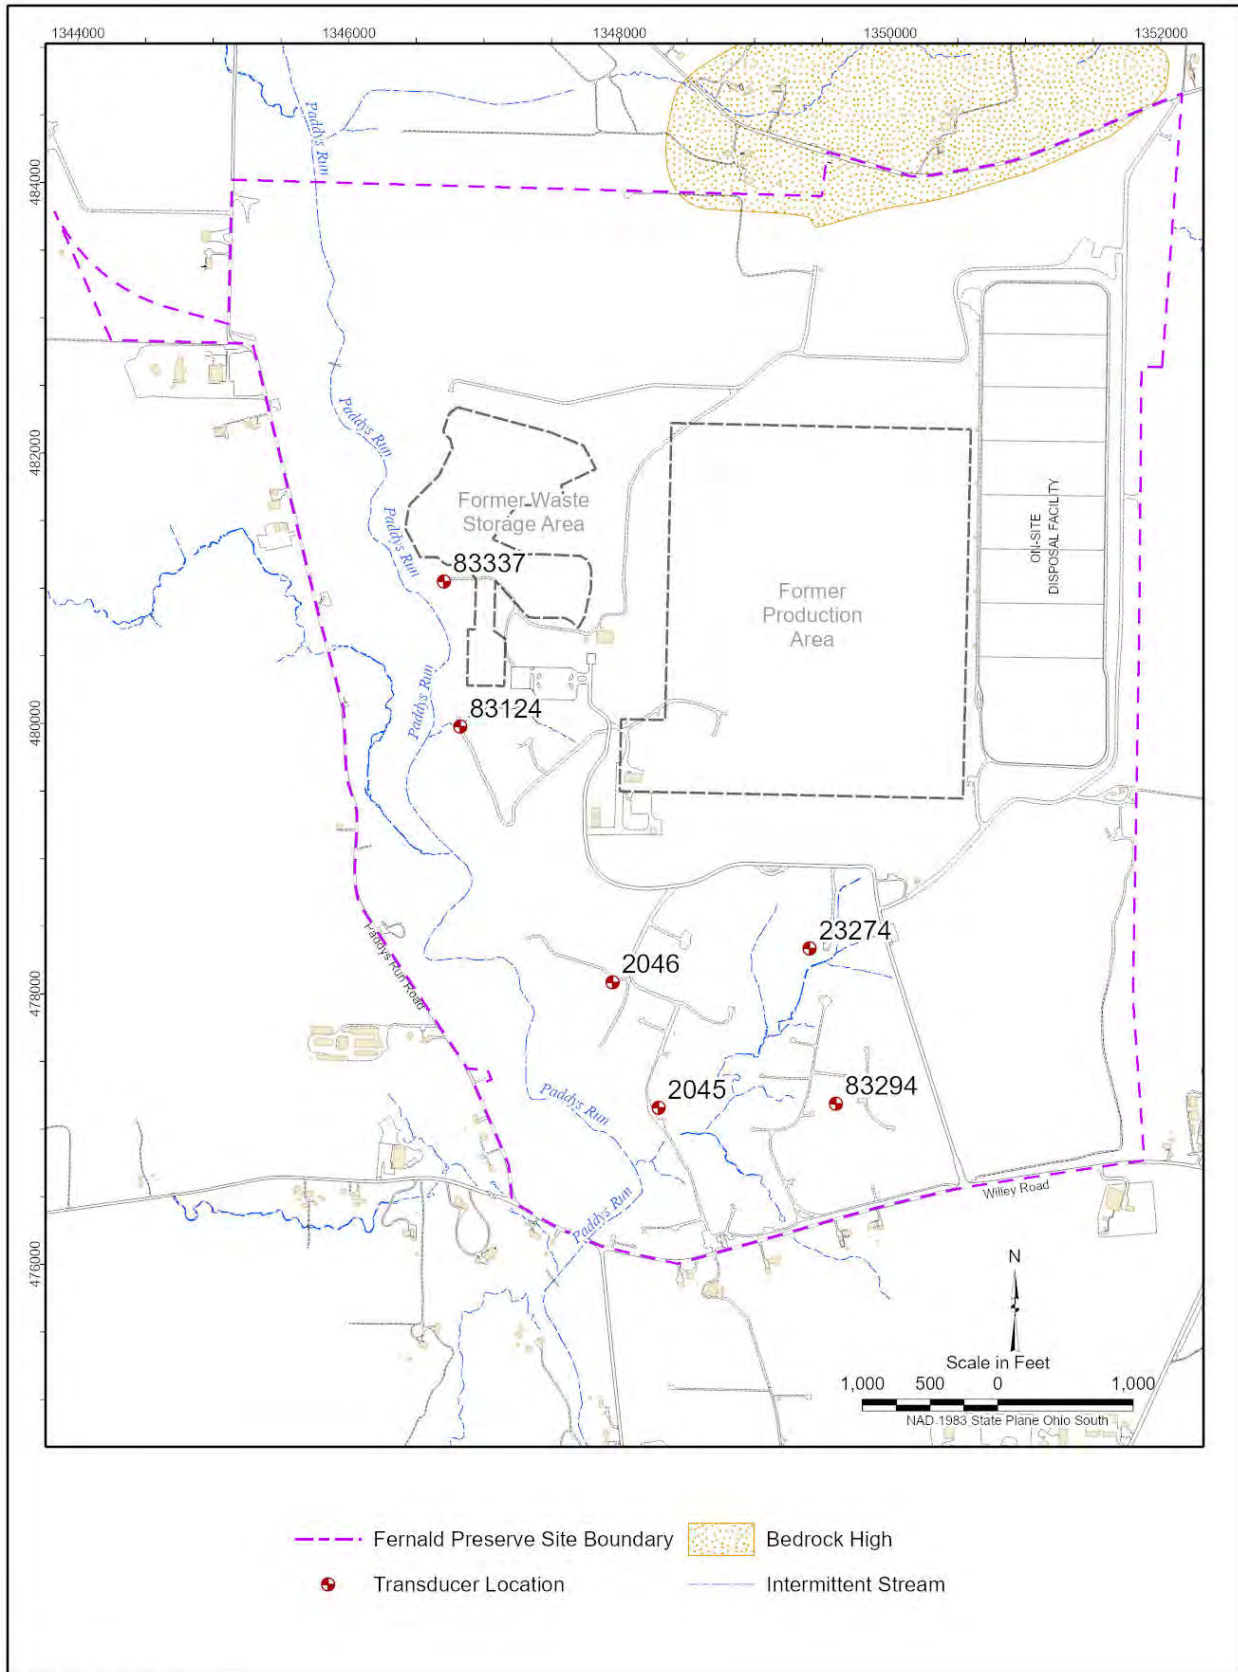 1344000
1346000
1348000
1350000
1352000
484000
482000
480000
478000
476000
Paddys Run
Paddys Run
Paddys Run
Paddys Run
Paddys Run
Paddys Run
Paddys Run
Former Waste
Storage Area
83337
83124
Former
Production
Area
ON-SITE
DISPOSAL FACILITY
23274
2046
2045
83294
Paddys Run Road
Willey Road
N
Scale in Feet
1,000 500 0 1,000
NAD 1983 State Plane Ohio South
Fernald Preserve Site Boundary
Bedrock High
Transducer Location
Intermittent Stream